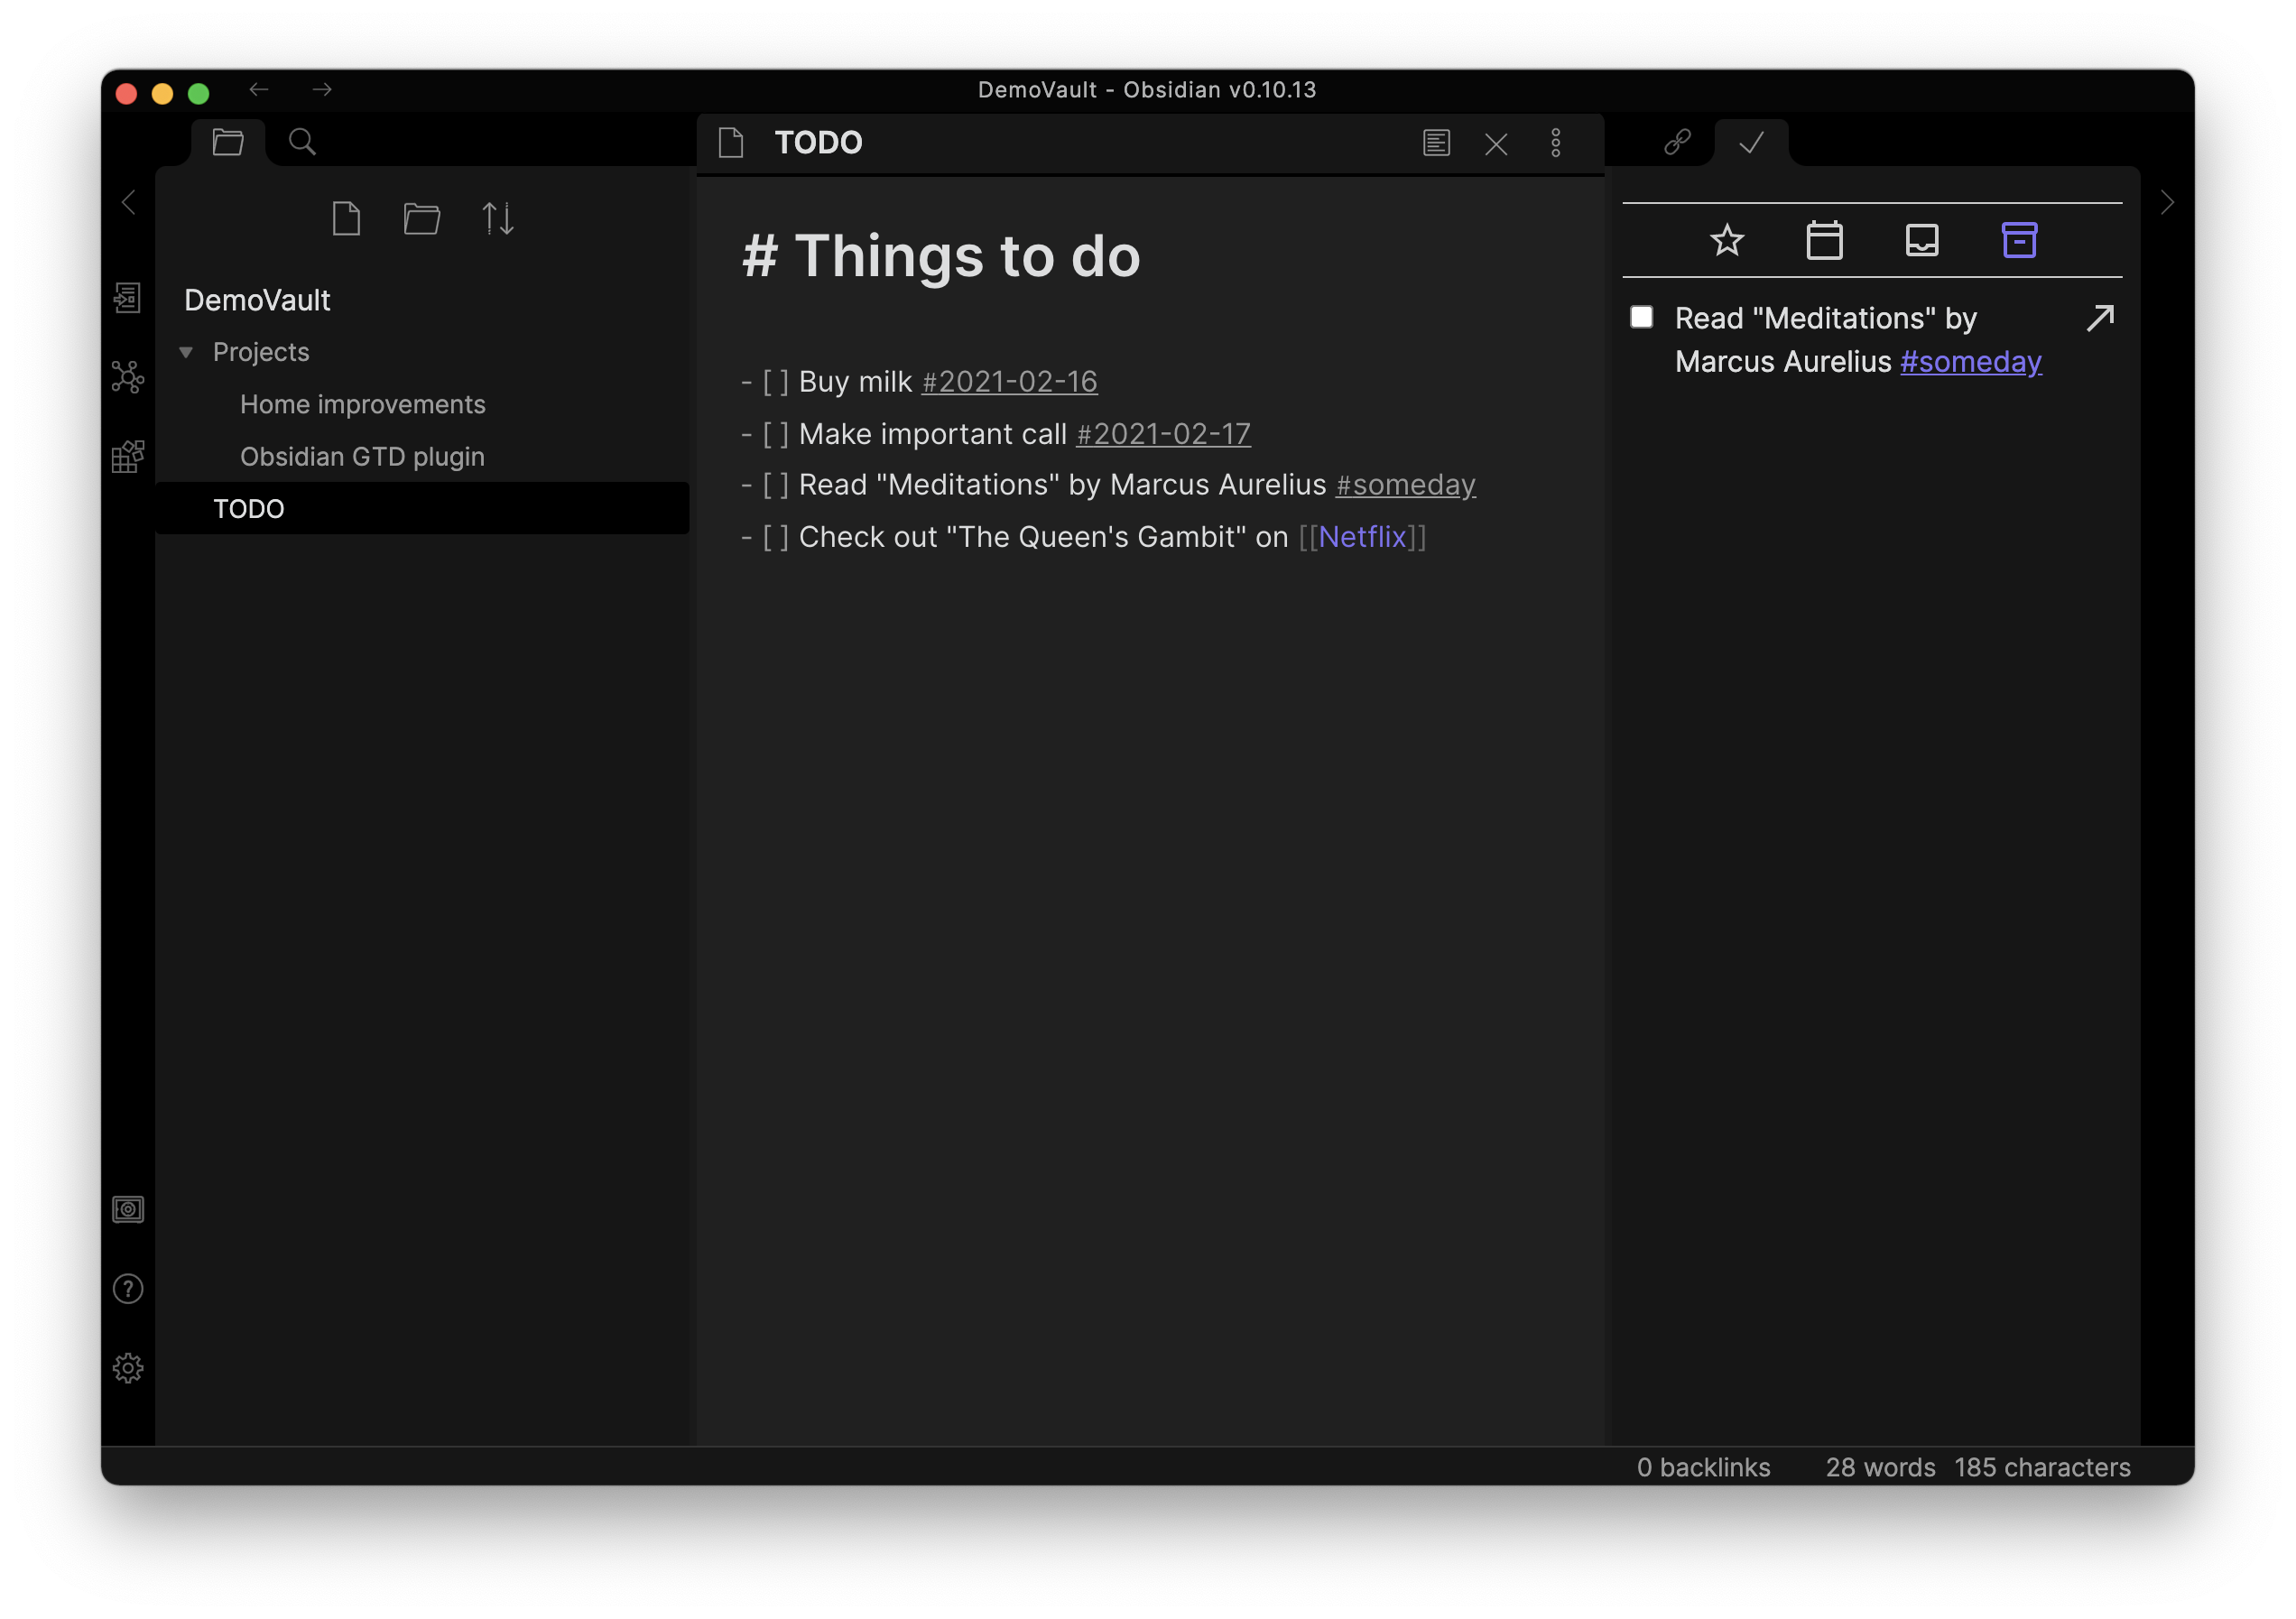 DemoVault - Obsidian v0.10.13
TODO
DemoVault
Projects
Home improvements
Obsidian GTD plugin
TODO
# Things to do
- [ ] Buy milk #2021-02-16
- [ ] Make important call #2021-02-17
- [ ] Read "Meditations" by Marcus Aurelius #someday
- [ ] Check out "The Queen's Gambit" on [[Netflix]]
Read "Meditations" by
Marcus Aurelius #someday
0 backlinks 28 words 185 characters